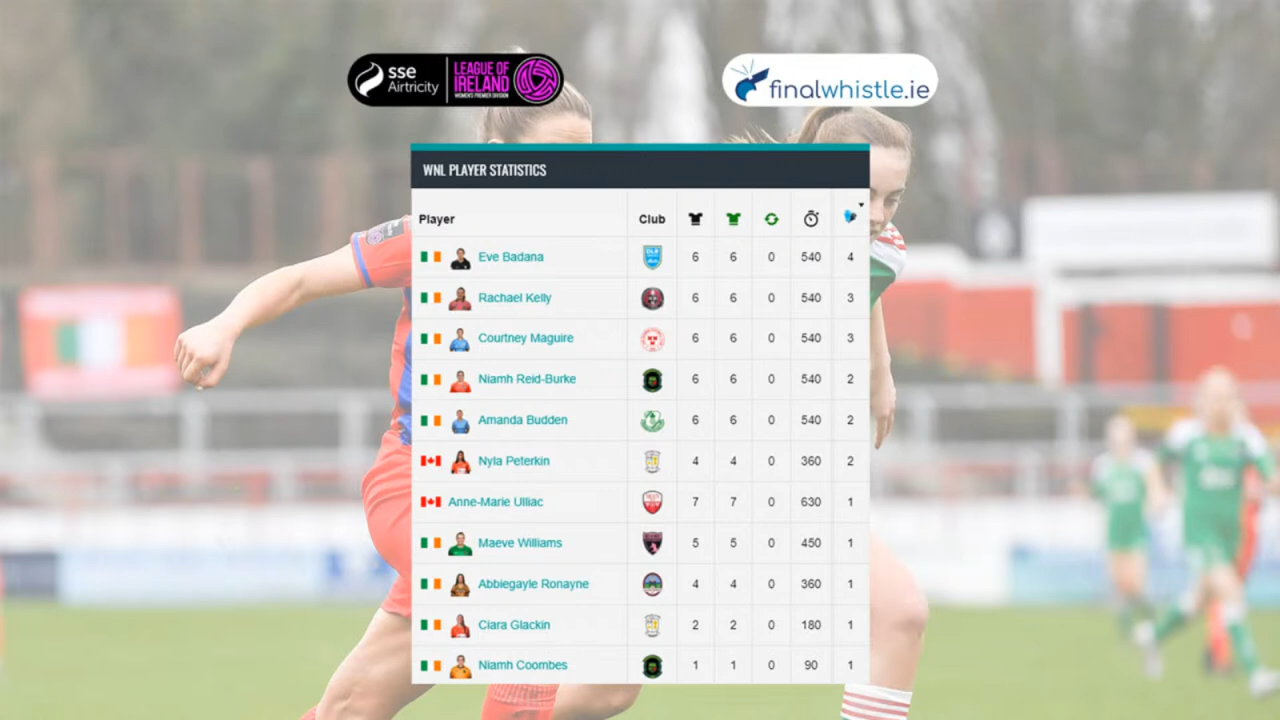 sse
Airtricity
LEAGUE OF
IRELAND
WOMEN'S PREMIER DIVISION
finalwhistle.ie
WNL PLAYER STATISTICS
Player Club
Eve Badana 6 6 0 540 4
Rachael Kelly 6 6 0 540 3
Courtney Maguire 6 6 0 540 3
Niamh Reid-Burke 6 6 0 540 2
Amanda Budden 6 6 0 540 2
Nyla Peterkin 4 4 0 360 2
Anne-Marie Ulliac 7 7 0 630 1
Maeve Williams 5 5 0 450 1
Abbiegayle Ronayne 4 4 0 360 1
Ciara Glackin 2 2 0 180 1
Niamh Coombes 1 1 0 90 1